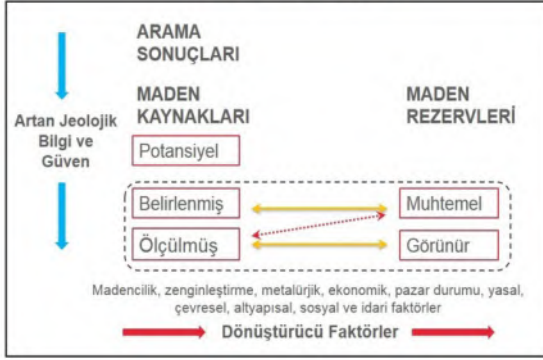 ARAMA
SONUÇLARI
MADEN
KAYNAKLARI
MADEN
REZERVLERİ
Artan Jeolojik
Bilgi ve
Güven
Potansiyel
Belirlenmiş
Muhtemel
Ölçülmüş
Görünür
Madencilik, zenginleştirme, metalürjik, ekonomik, pazar durumu, yasal,
çevresel, altyapısal, sosyal ve idari faktörler
Dönüştürücü Faktörler